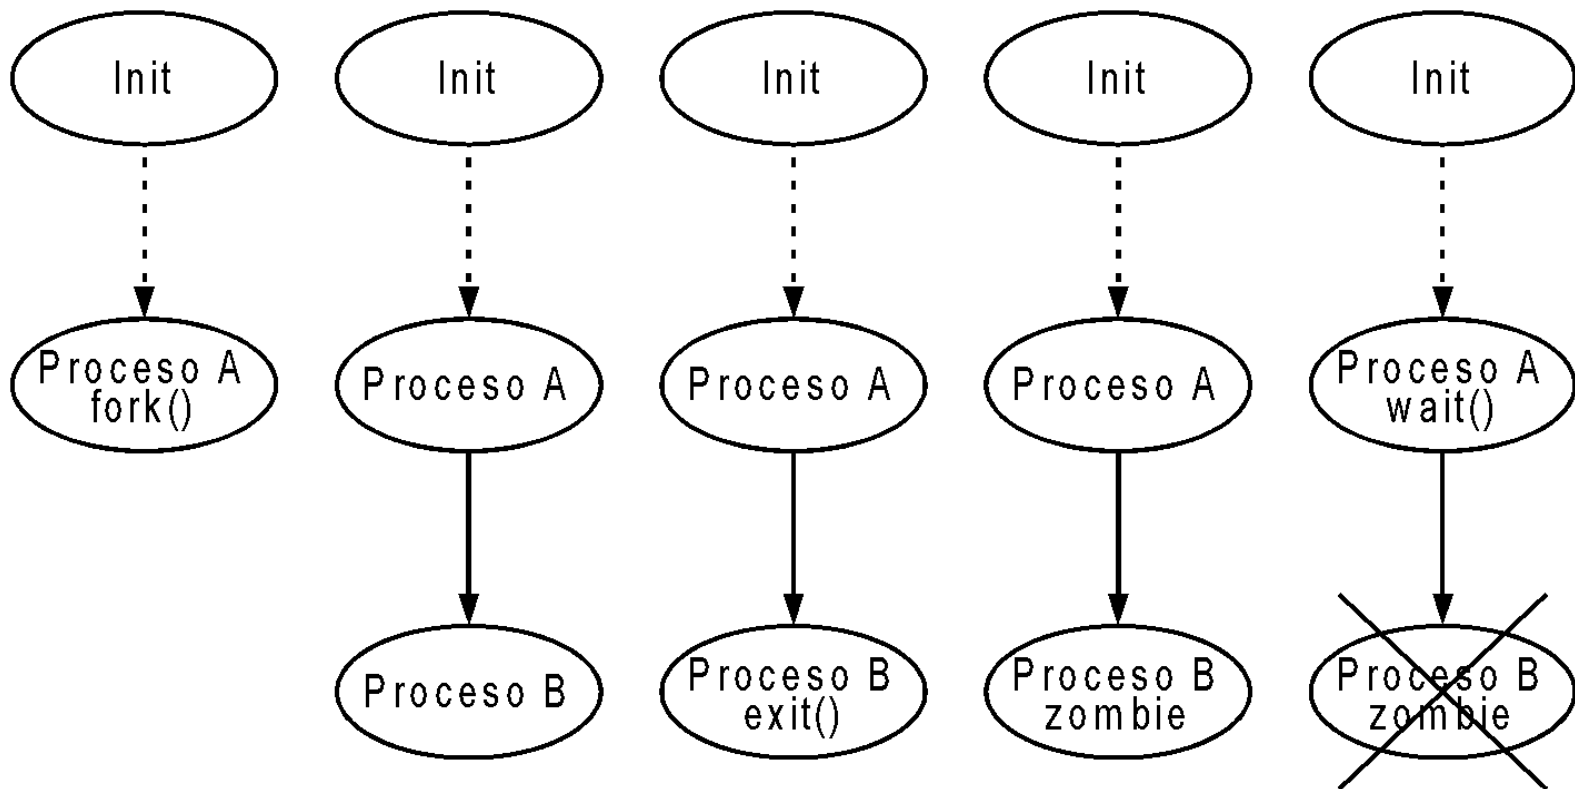 Init
Init
Init
Init
Init
Proceso A
fork()
Proceso A
Proceso A
Proceso A
Proceso A
wait()
Proceso B
Proceso B
exit()
Proceso B
zombie
Proceso B
zombie